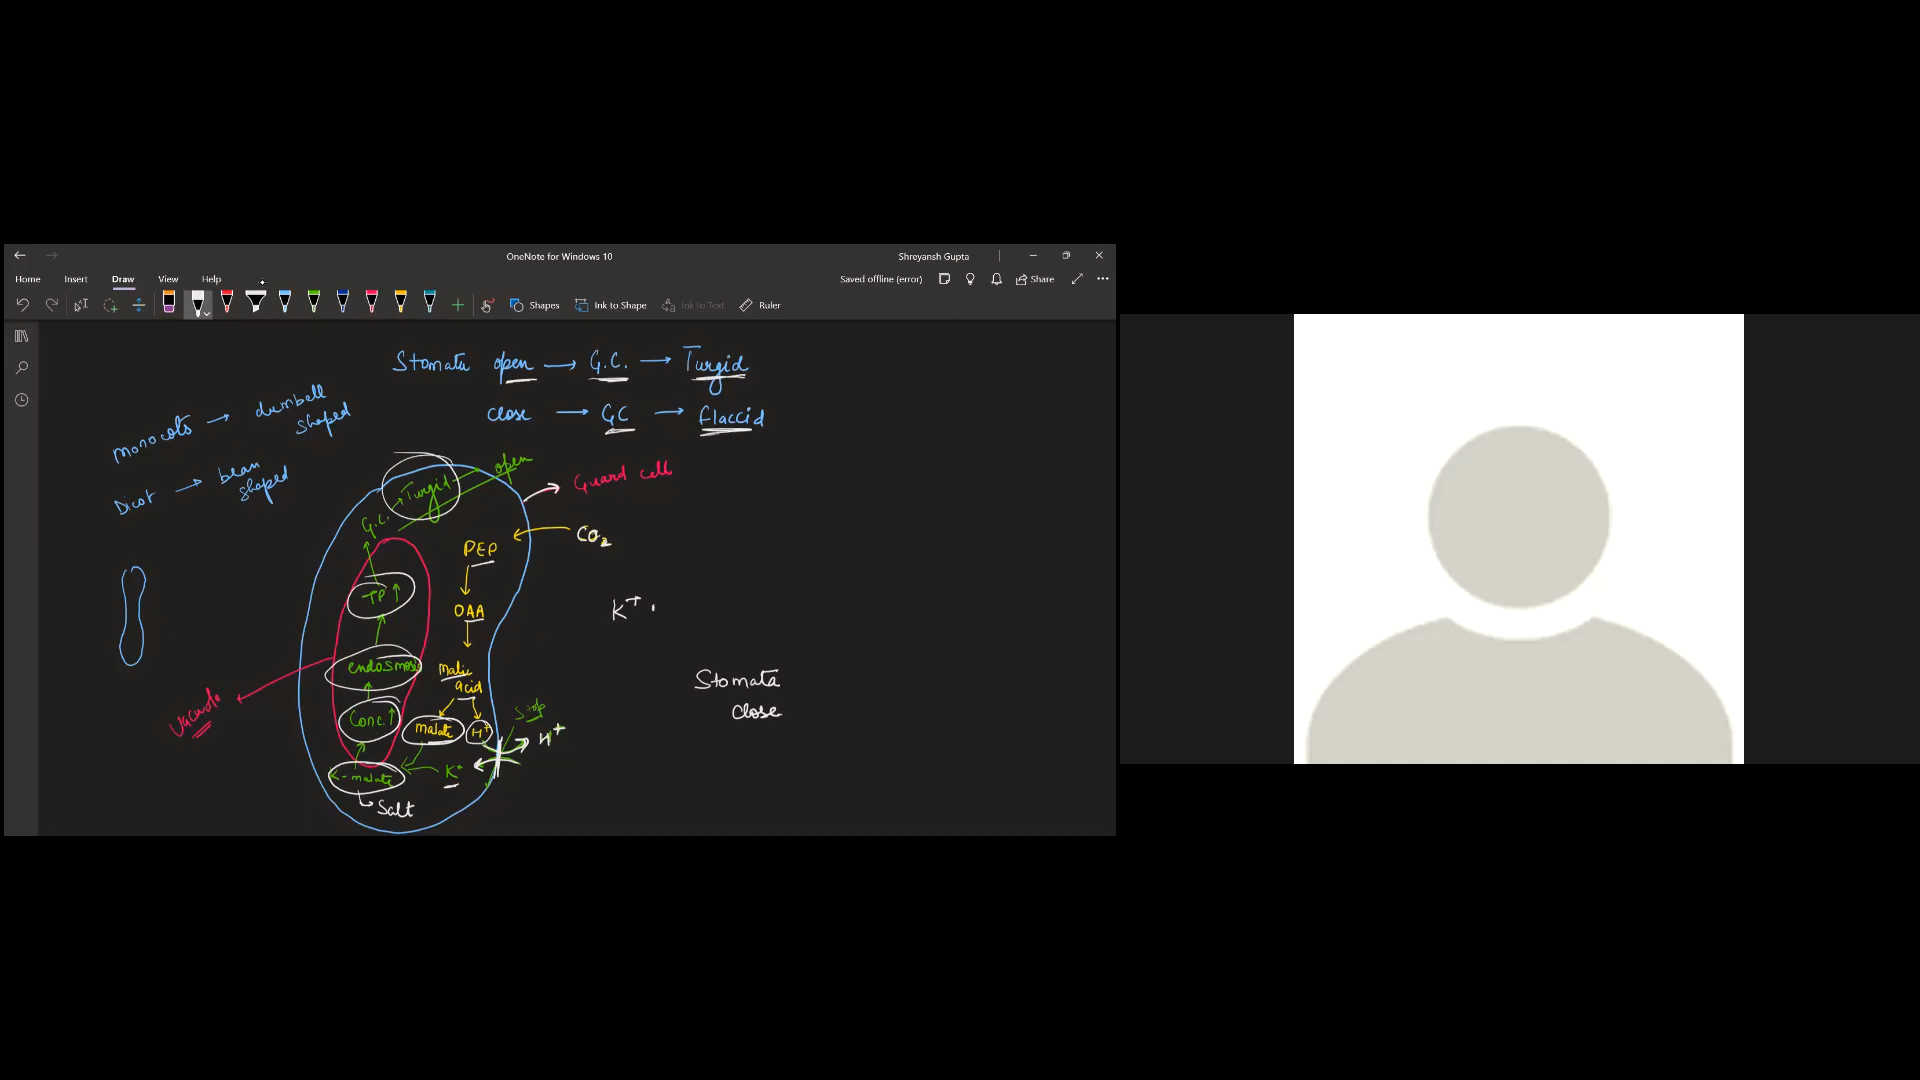 OneNote for Windows 10
Shreyansh Gupta
Home Insert Draw View Help
Saved offline (error)
Share
Shapes
Ink to Shape
Ink to Text
Ruler
Stomata open → G.C. → Turgid
close → GC → flaccid
monocots → dumbell
shaped
Dicot → bean
shaped
G.C. → Turgid
open
Guard cell
CO2
PEP
OAA
Malic
acid
malate H+
Stop
H+
K+
TP ↑
endosmosis
Conc. ↑
K-malate
Salt
Vacuole
K+
Stomata
close